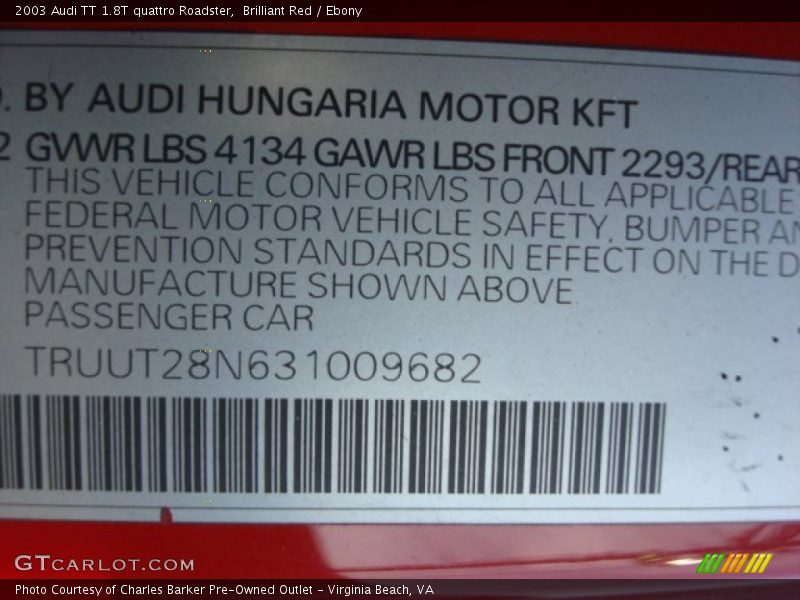 2003 Audi TT 1.8T quattro Roadster,  Brilliant Red / Ebony
. BY AUDI HUNGARIA MOTOR KFT
2 GVWR LBS 4134 GAWR LBS FRONT 2293/REAR
THIS VEHICLE CONFORMS TO ALL APPLICABLE
FEDERAL MOTOR VEHICLE SAFETY, BUMPER AN
PREVENTION STANDARDS IN EFFECT ON THE D
MANUFACTURE SHOWN ABOVE.
PASSENGER CAR
TRUUT28N631009682
GTCARLOT.COM
Photo Courtesy of Charles Barker Pre-Owned Outlet - Virginia Beach, VA